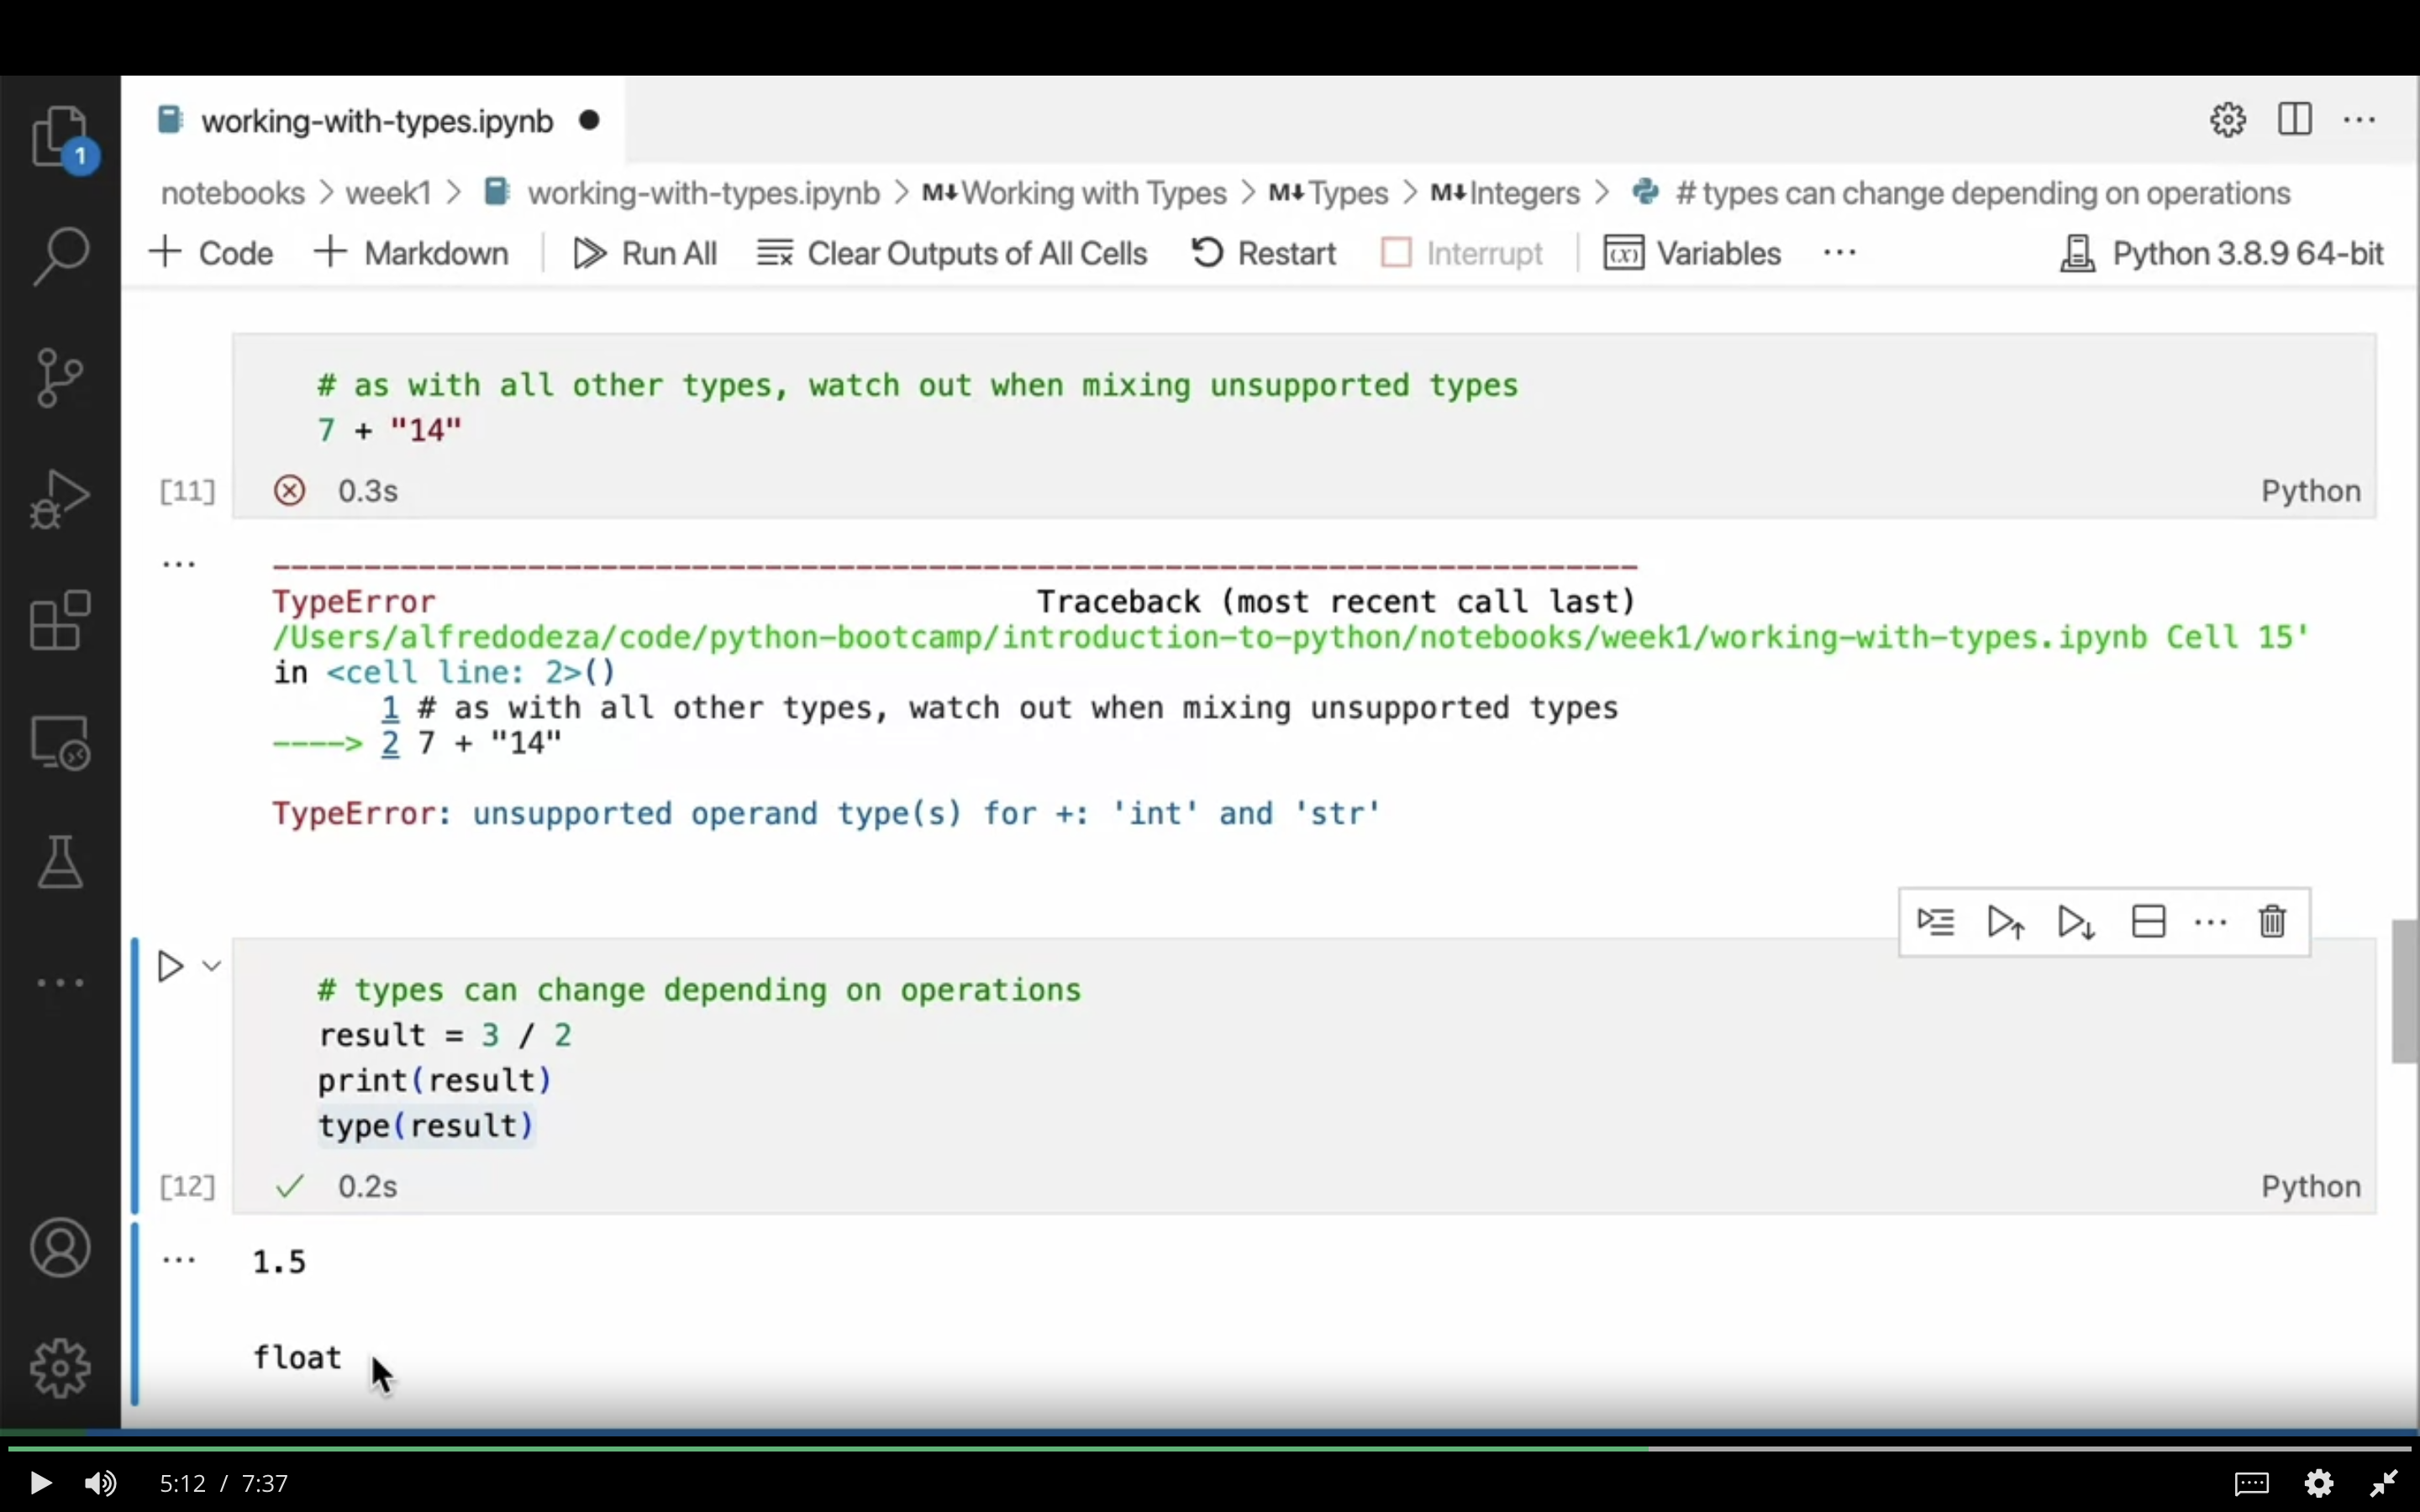 working-with-types.ipynb
1
notebooks > week1 > working-with-types.ipynb > M↓Working with Types > M↓Types > M↓Integers > # types can change depending on operations
+ Code + Markdown Run All Clear Outputs of All Cells Restart Interrupt (x) Variables ... Python 3.8.9 64-bit
# as with all other types, watch out when mixing unsupported types
7 + "14"
[11] 0.3s Python
...
---------------------------------------------------------------------------
TypeError Traceback (most recent call last)
/Users/alfredodeza/code/python-bootcamp/introduction-to-python/notebooks/week1/working-with-types.ipynb Cell 15'
in <cell line: 2>()
1 # as with all other types, watch out when mixing unsupported types
----> 2 7 + "14"
TypeError: unsupported operand type(s) for +: 'int' and 'str'
# types can change depending on operations
result = 3 / 2
print(result)
type(result)
[12] 0.2s Python
... 1.5
float
5:12 / 7:37